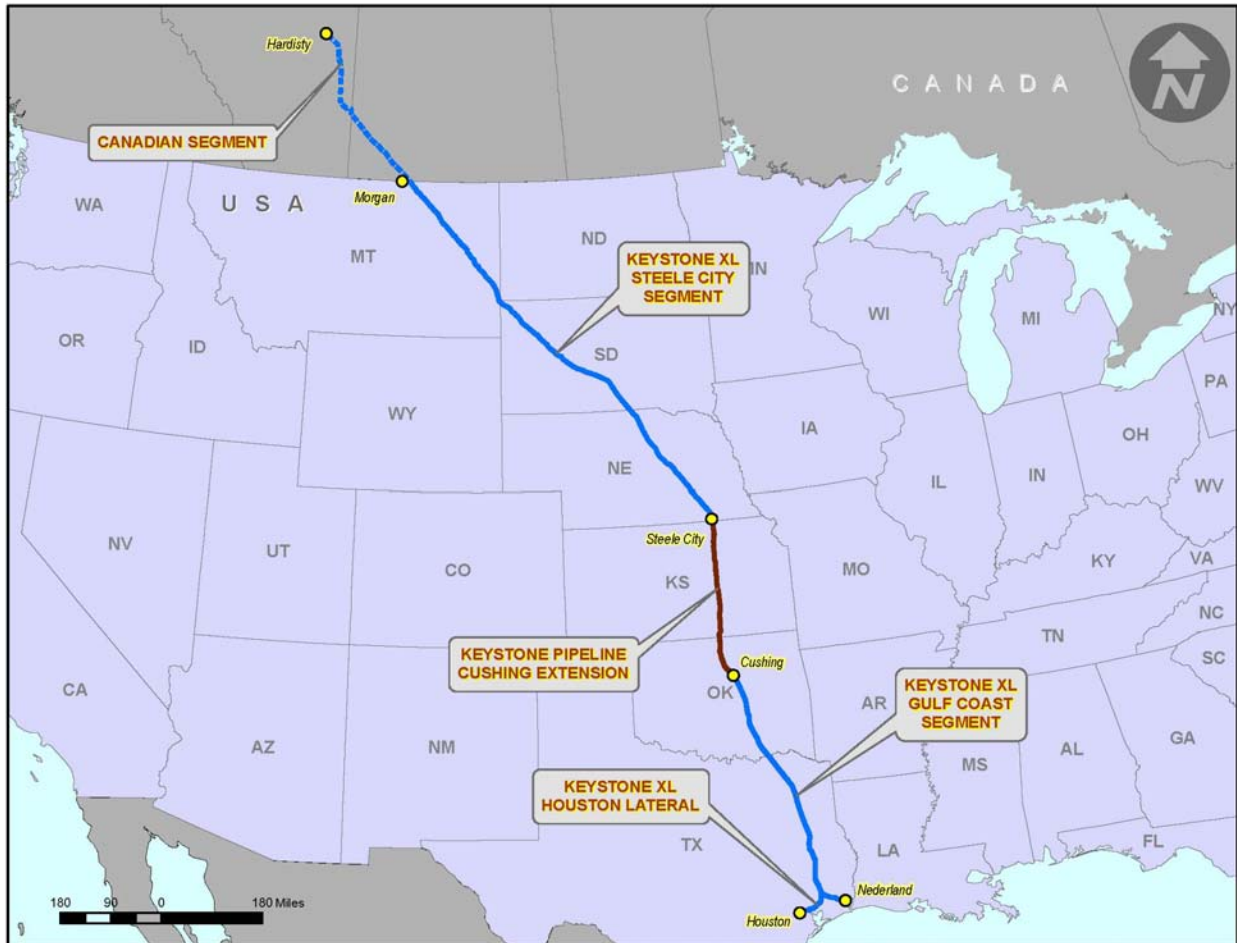 Hardisty
CANADA
N
CANADIAN SEGMENT
Morgan
USA
WA
MT
ND
KEYSTONE XL
STEELE CITY
SEGMENT
IN
WI
MI
NY
OR
ID
SD
PA
WY
IA
OH
NE
IL
IN
WV
NV
UT
CO
Steele City
KS
MO
KY
VA
NC
KEYSTONE PIPELINE
CUSHING EXTENSION
Cushing
TN
SC
CA
OK
AR
KEYSTONE XL
GULF COAST
SEGMENT
AZ
NM
MS
AL
GA
KEYSTONE XL
HOUSTON LATERAL
TX
LA
FL
Nederland
Houston
180 90 0 180 Miles